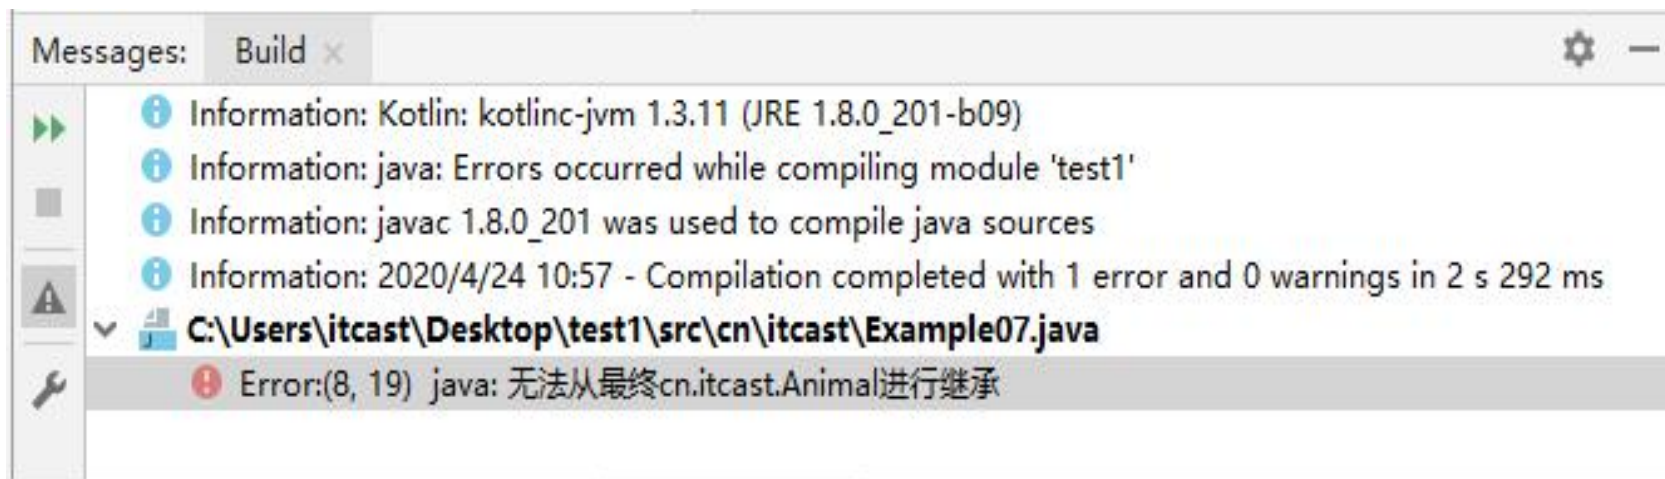 Messages: Build ×
Information: Kotlin: kotlinc-jvm 1.3.11 (JRE 1.8.0_201-b09)
Information: java: Errors occurred while compiling module 'test1'
Information: javac 1.8.0_201 was used to compile java sources
Information: 2020/4/24 10:57 - Compilation completed with 1 error and 0 warnings in 2 s 292 ms
C:\Users\itcast\Desktop\test1\src\cn\itcast\Example07.java
Error:(8, 19) java: 无法从最终cn.itcast.Animal进行继承